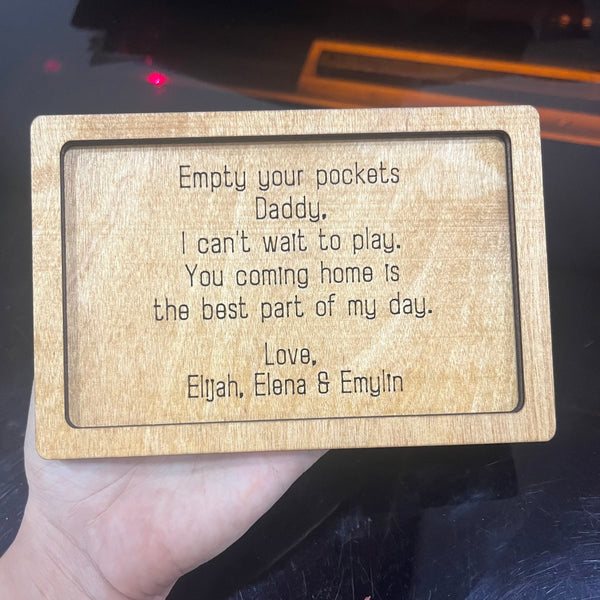 Empty your pockets
Daddy,
I can't wait to play.
You coming home is
the best part of my day.
Love,
Elijah, Elena & Emylin